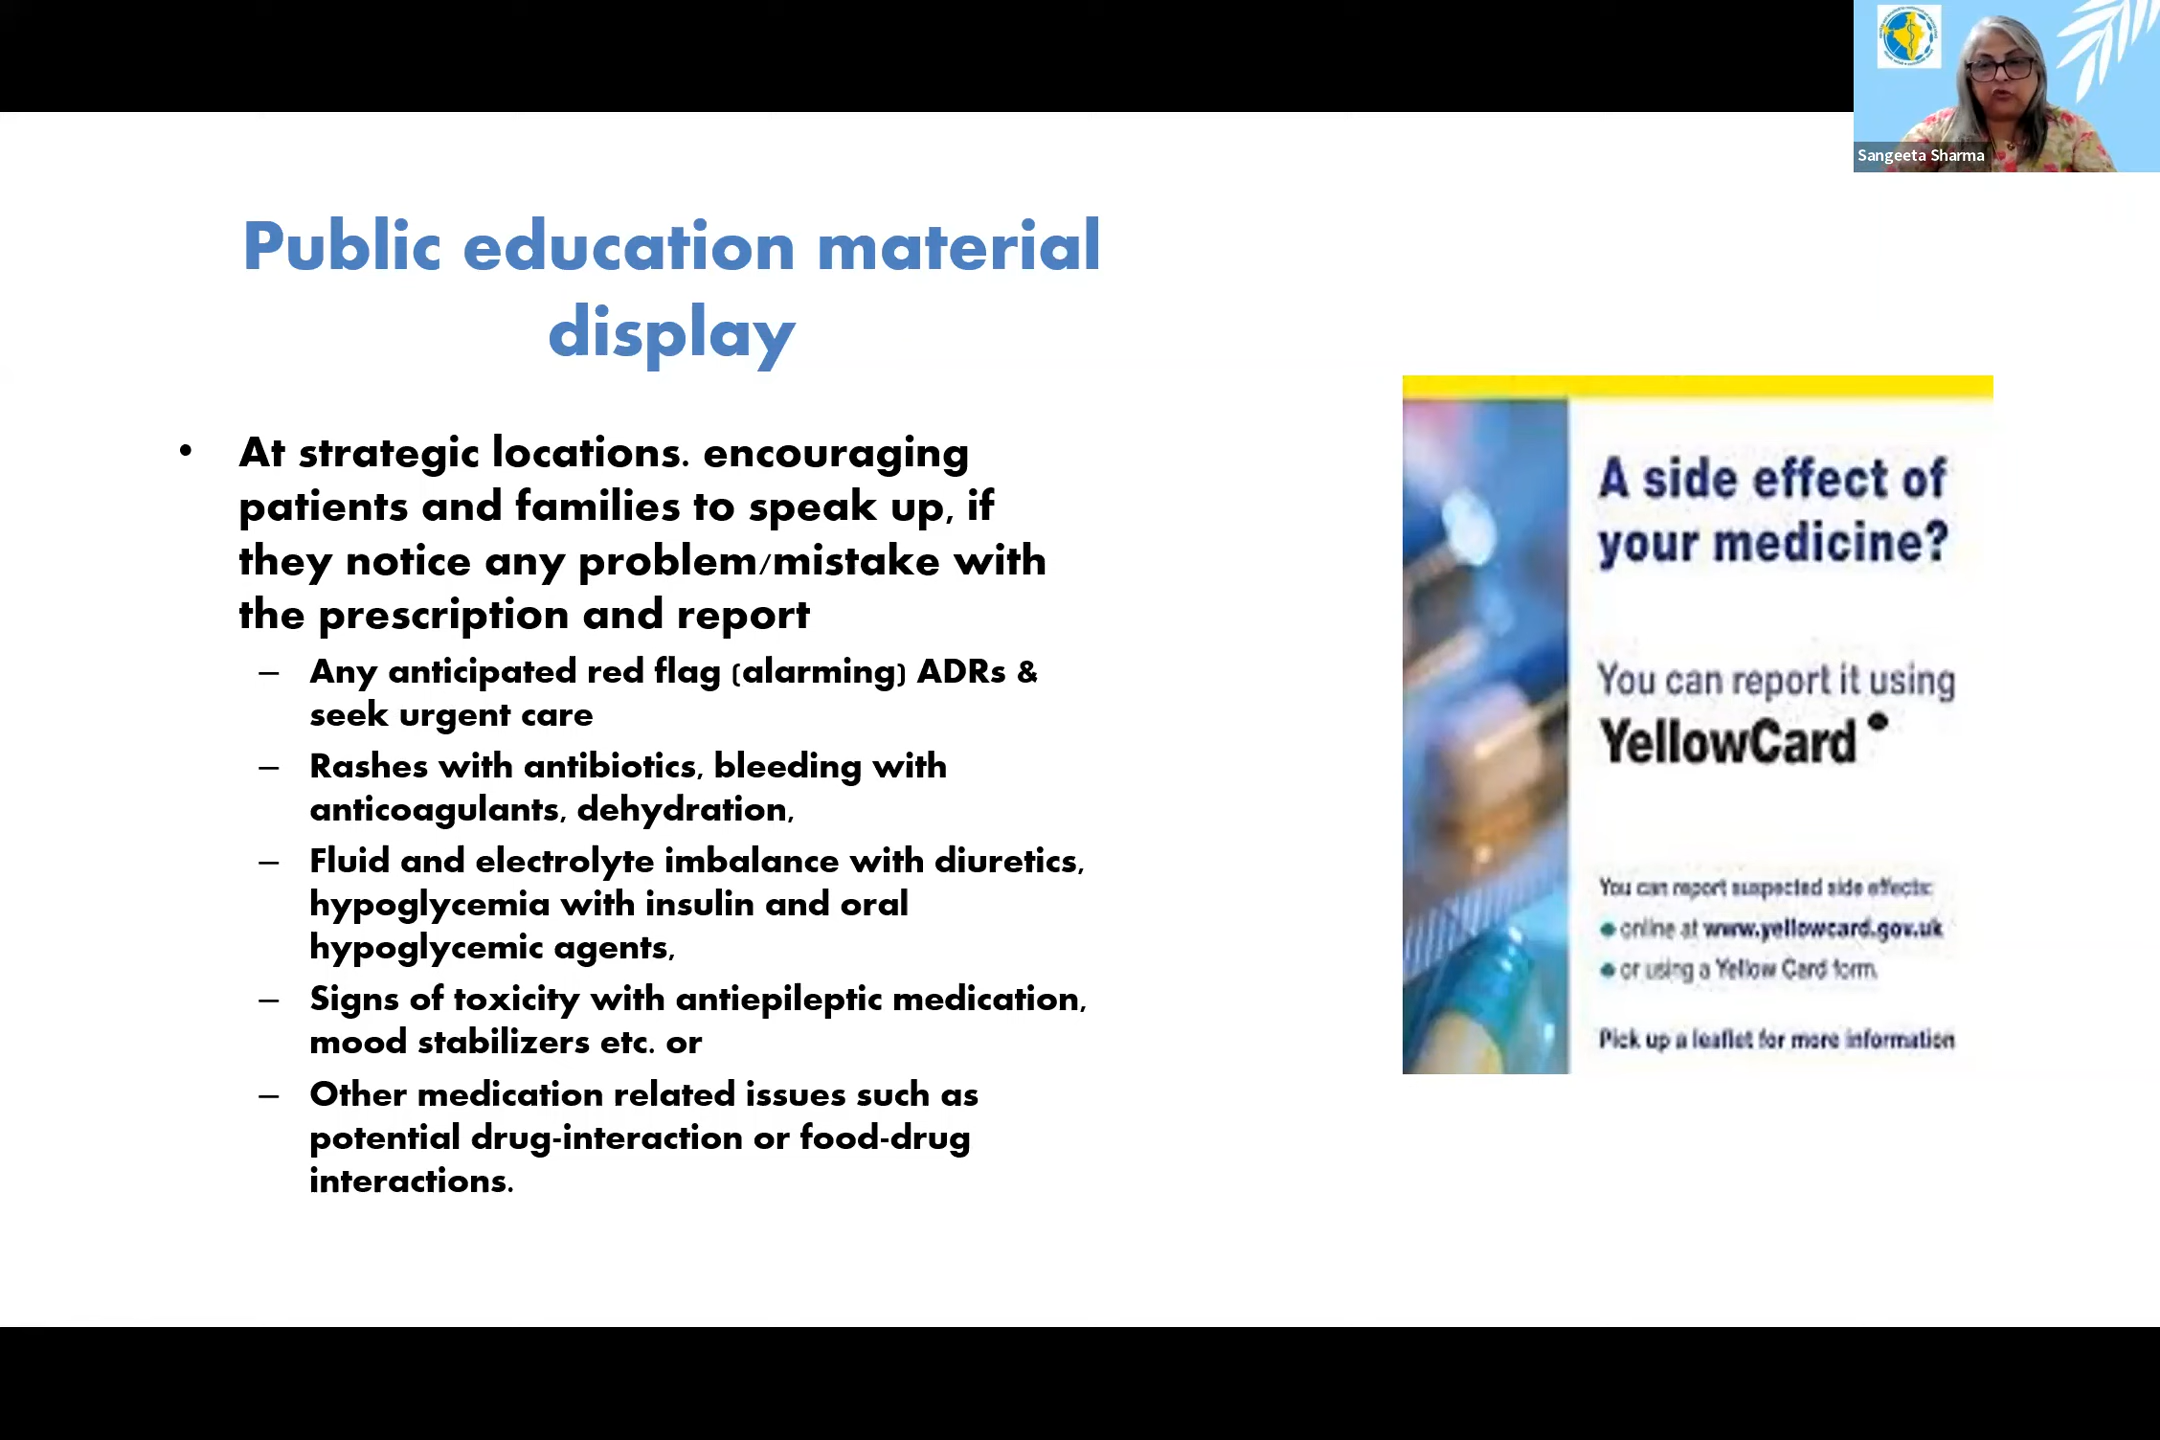 Sangeeta Sharma
Public education material
display
• At strategic locations. encouraging
patients and families to speak up, if
they notice any problem/mistake with
the prescription and report
– Any anticipated red flag (alarming) ADRs &
seek urgent care
– Rashes with antibiotics, bleeding with
anticoagulants, dehydration,
– Fluid and electrolyte imbalance with diuretics,
hypoglycemia with insulin and oral
hypoglycemic agents,
– Signs of toxicity with antiepileptic medication,
mood stabilizers etc. or
– Other medication related issues such as
potential drug-interaction or food-drug
interactions.
A side effect of
your medicine?
You can report it using
YellowCard
You can report suspected side effects:
• online at www.yellowcard.gov.uk
• or using a Yellow Card form.
Pick up a leaflet for more information